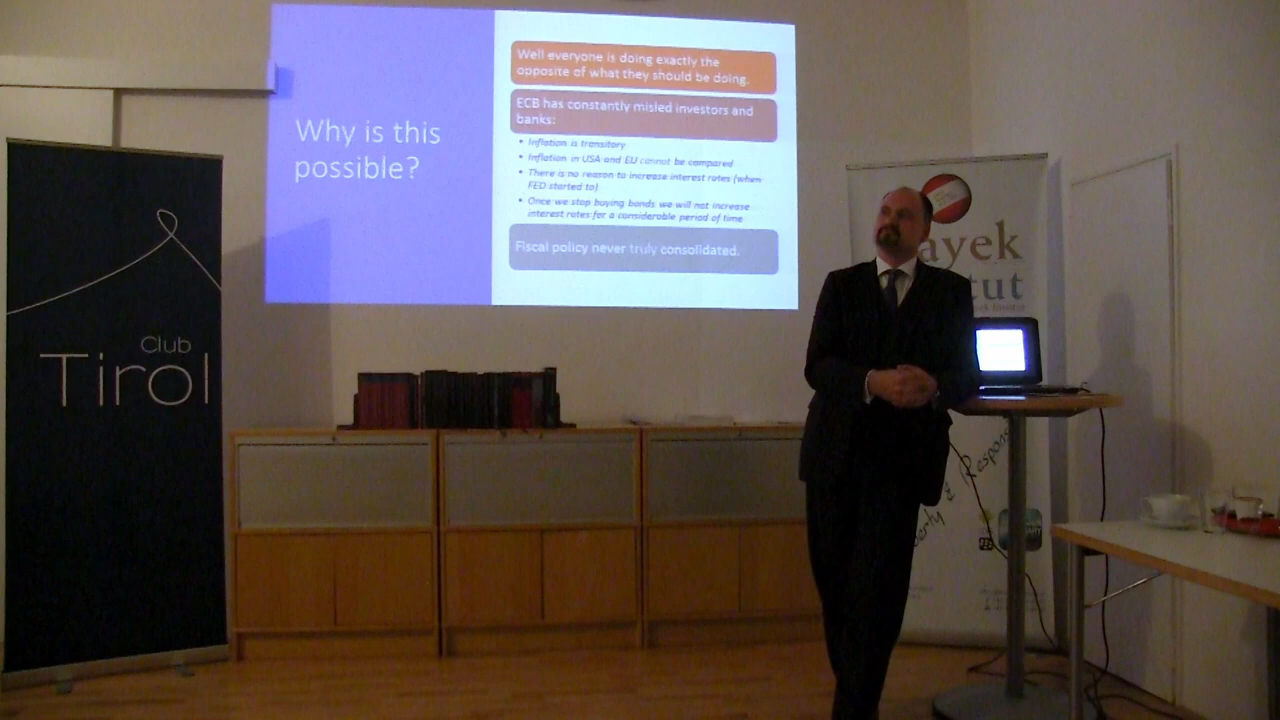 Why is this
possible?
Well everyone is doing exactly the
opposite of what they should be doing.
ECB has constantly misled investors and
banks:
• Inflation is transitory
• Inflation in USA and EU cannot be compared
• There is no reason to increase interest rates (when
FED started to)
• Once we stop buying bonds we will not increase
interest rates for a considerable period of time
Fiscal policy never truly consolidated.
Club
Tirol
ayek
tut
erty & Respons